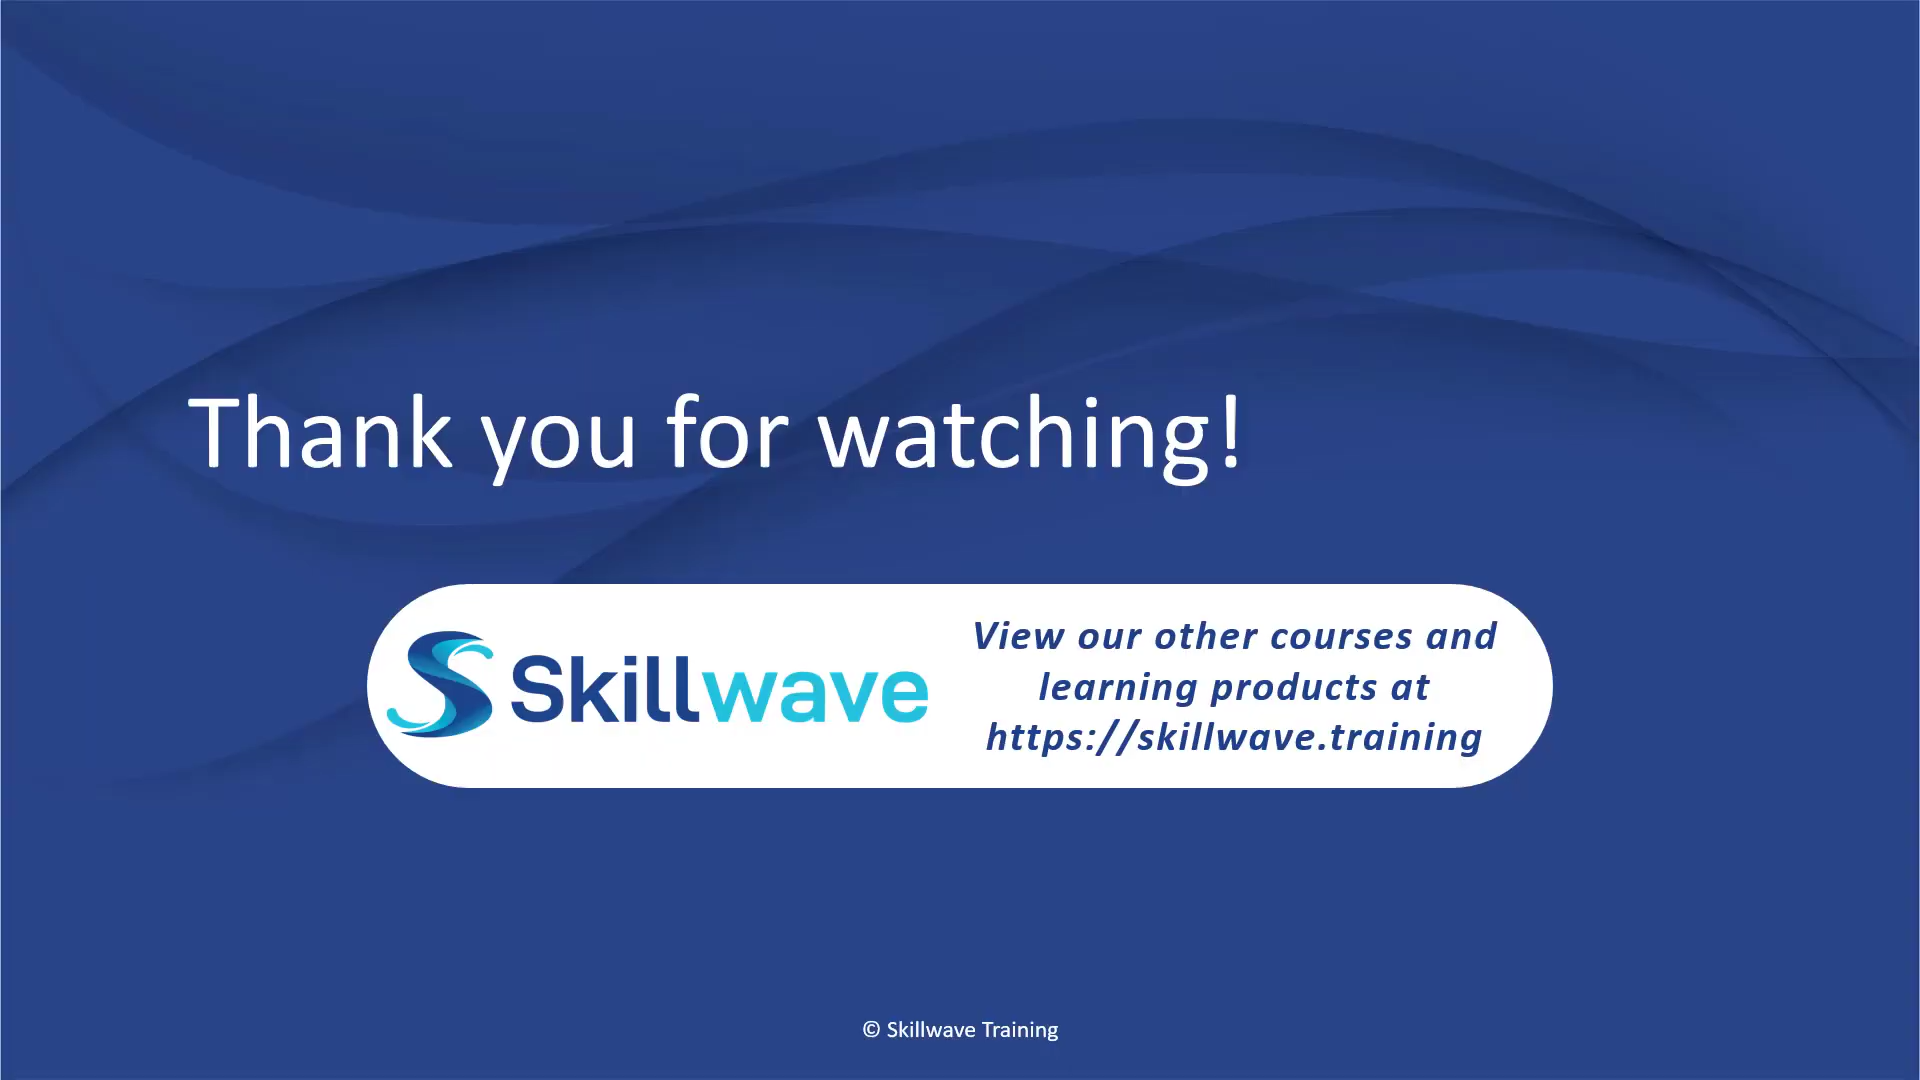 Thank you for watching!
Skillwave
View our other courses and
learning products at
https://skillwave.training
© Skillwave Training